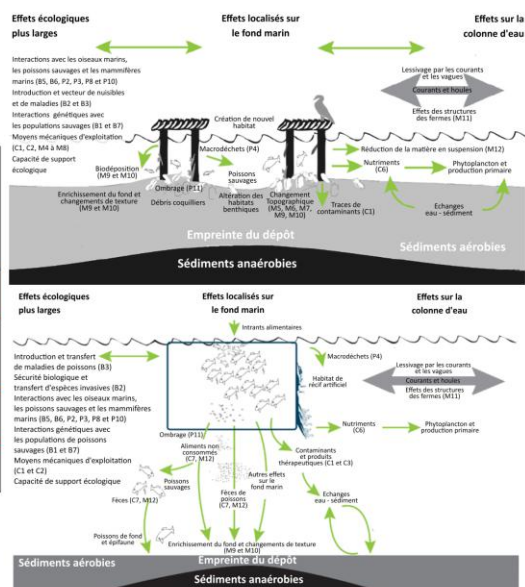 Effets écologiques
plus larges
Effets localisés sur
le fond marin
Effets sur la
colonne d'eau
Interactions avec les oiseaux marins,
les poissons sauvages et les mammifères
marins (B5, B6, P2, P3, P8 et P10)
Introduction et vecteur de nuisibles
et de maladies (B2 et B3)
Interactions génétiques avec
les populations sauvages (B1 et B7)
Moyens mécaniques d'exploitation
(C1, C2, M4 à M8)
Capacité de support
écologique
Création de nouvel
habitat
Lessivage par les courants
et les vagues
Courants et houles
Effets des structures
des fermes (M11)
Biodéposition
(M9 et M10)
Macrodéchets (P4)
Poissons
sauvages
Réduction de la matière en suspension (M12)
Nutriments
(C6)
Phytoplancton et
production primaire
Enrichissement du fond et
changements de texture
(M9 et M10)
Ombrage (P11)
Débris coquilliers
Altération des
habitats
benthiques
Changement
Topographique
(M5, M6, M7,
M9, M10)
Traces de
contaminants (C1)
Echanges
eau - sédiment
Empreinte du dépôt
Sédiments aérobies
Sédiments anaérobies
Effets écologiques
plus larges
Effets localisés sur
le fond marin
Effets sur la
colonne d'eau
Intrants alimentaires
Introduction et transfert
de maladies de poissons (B3)
Sécurité biologique et
transfert d'espèces invasives (B2)
Interactions avec les oiseaux marins,
les poissons sauvages et les mammifères
marins (B5, B6, P2, P3, P8 et P10)
Interactions génétiques avec
les populations de poissons
sauvages (B1 et B7)
Moyens mécaniques d'exploitation
(C1 et C2)
Capacité de support écologique
Macrodéchets (P4)
Habitat de
récif artificiel
Lessivage par les courants
et les vagues
Courants et houles
Effets des structures
des fermes (M11)
Nutriments
(C6)
Phytoplancton et
production primaire
Ombrage (P11)
Aliments non
consommés
(C7, M12)
Poissons
sauvages
Fèces (C7, M12)
Fèces de
poissons
(C7, M12)
Autres effets
sur le
fond marin
Contaminants
et produits
thérapeutiques (C1 et C3)
Echanges
eau - sédiment
Poissons de fond
et épifaune
Enrichissement du fond et changements de texture
(M9 et M10)
Sédiments aérobies
Empreinte du dépôt
Sédiments anaérobies